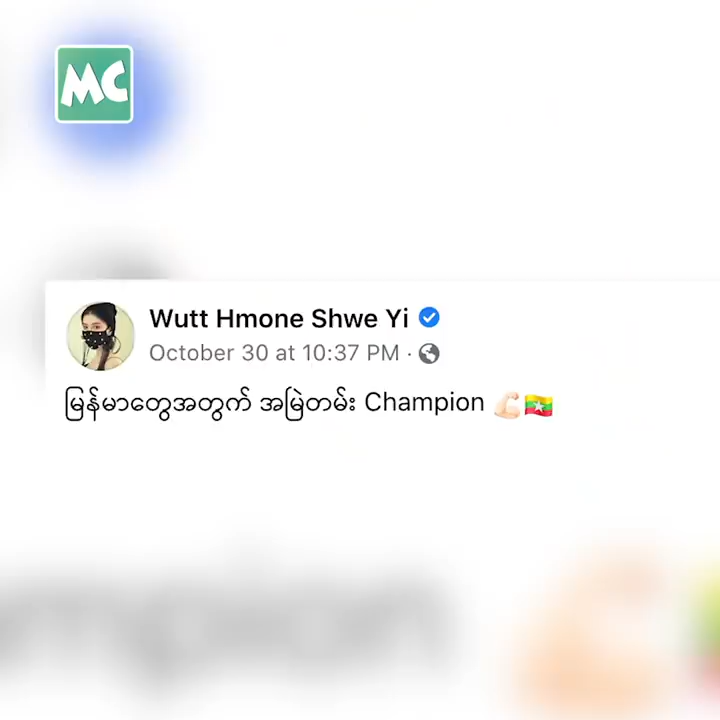 MC
Wutt Hmone Shwe Yi
October 30 at 10:37 PM ·
မြန်မာတွေအတွက် အမြဲတမ်း Champion 💪🏻🇲🇲